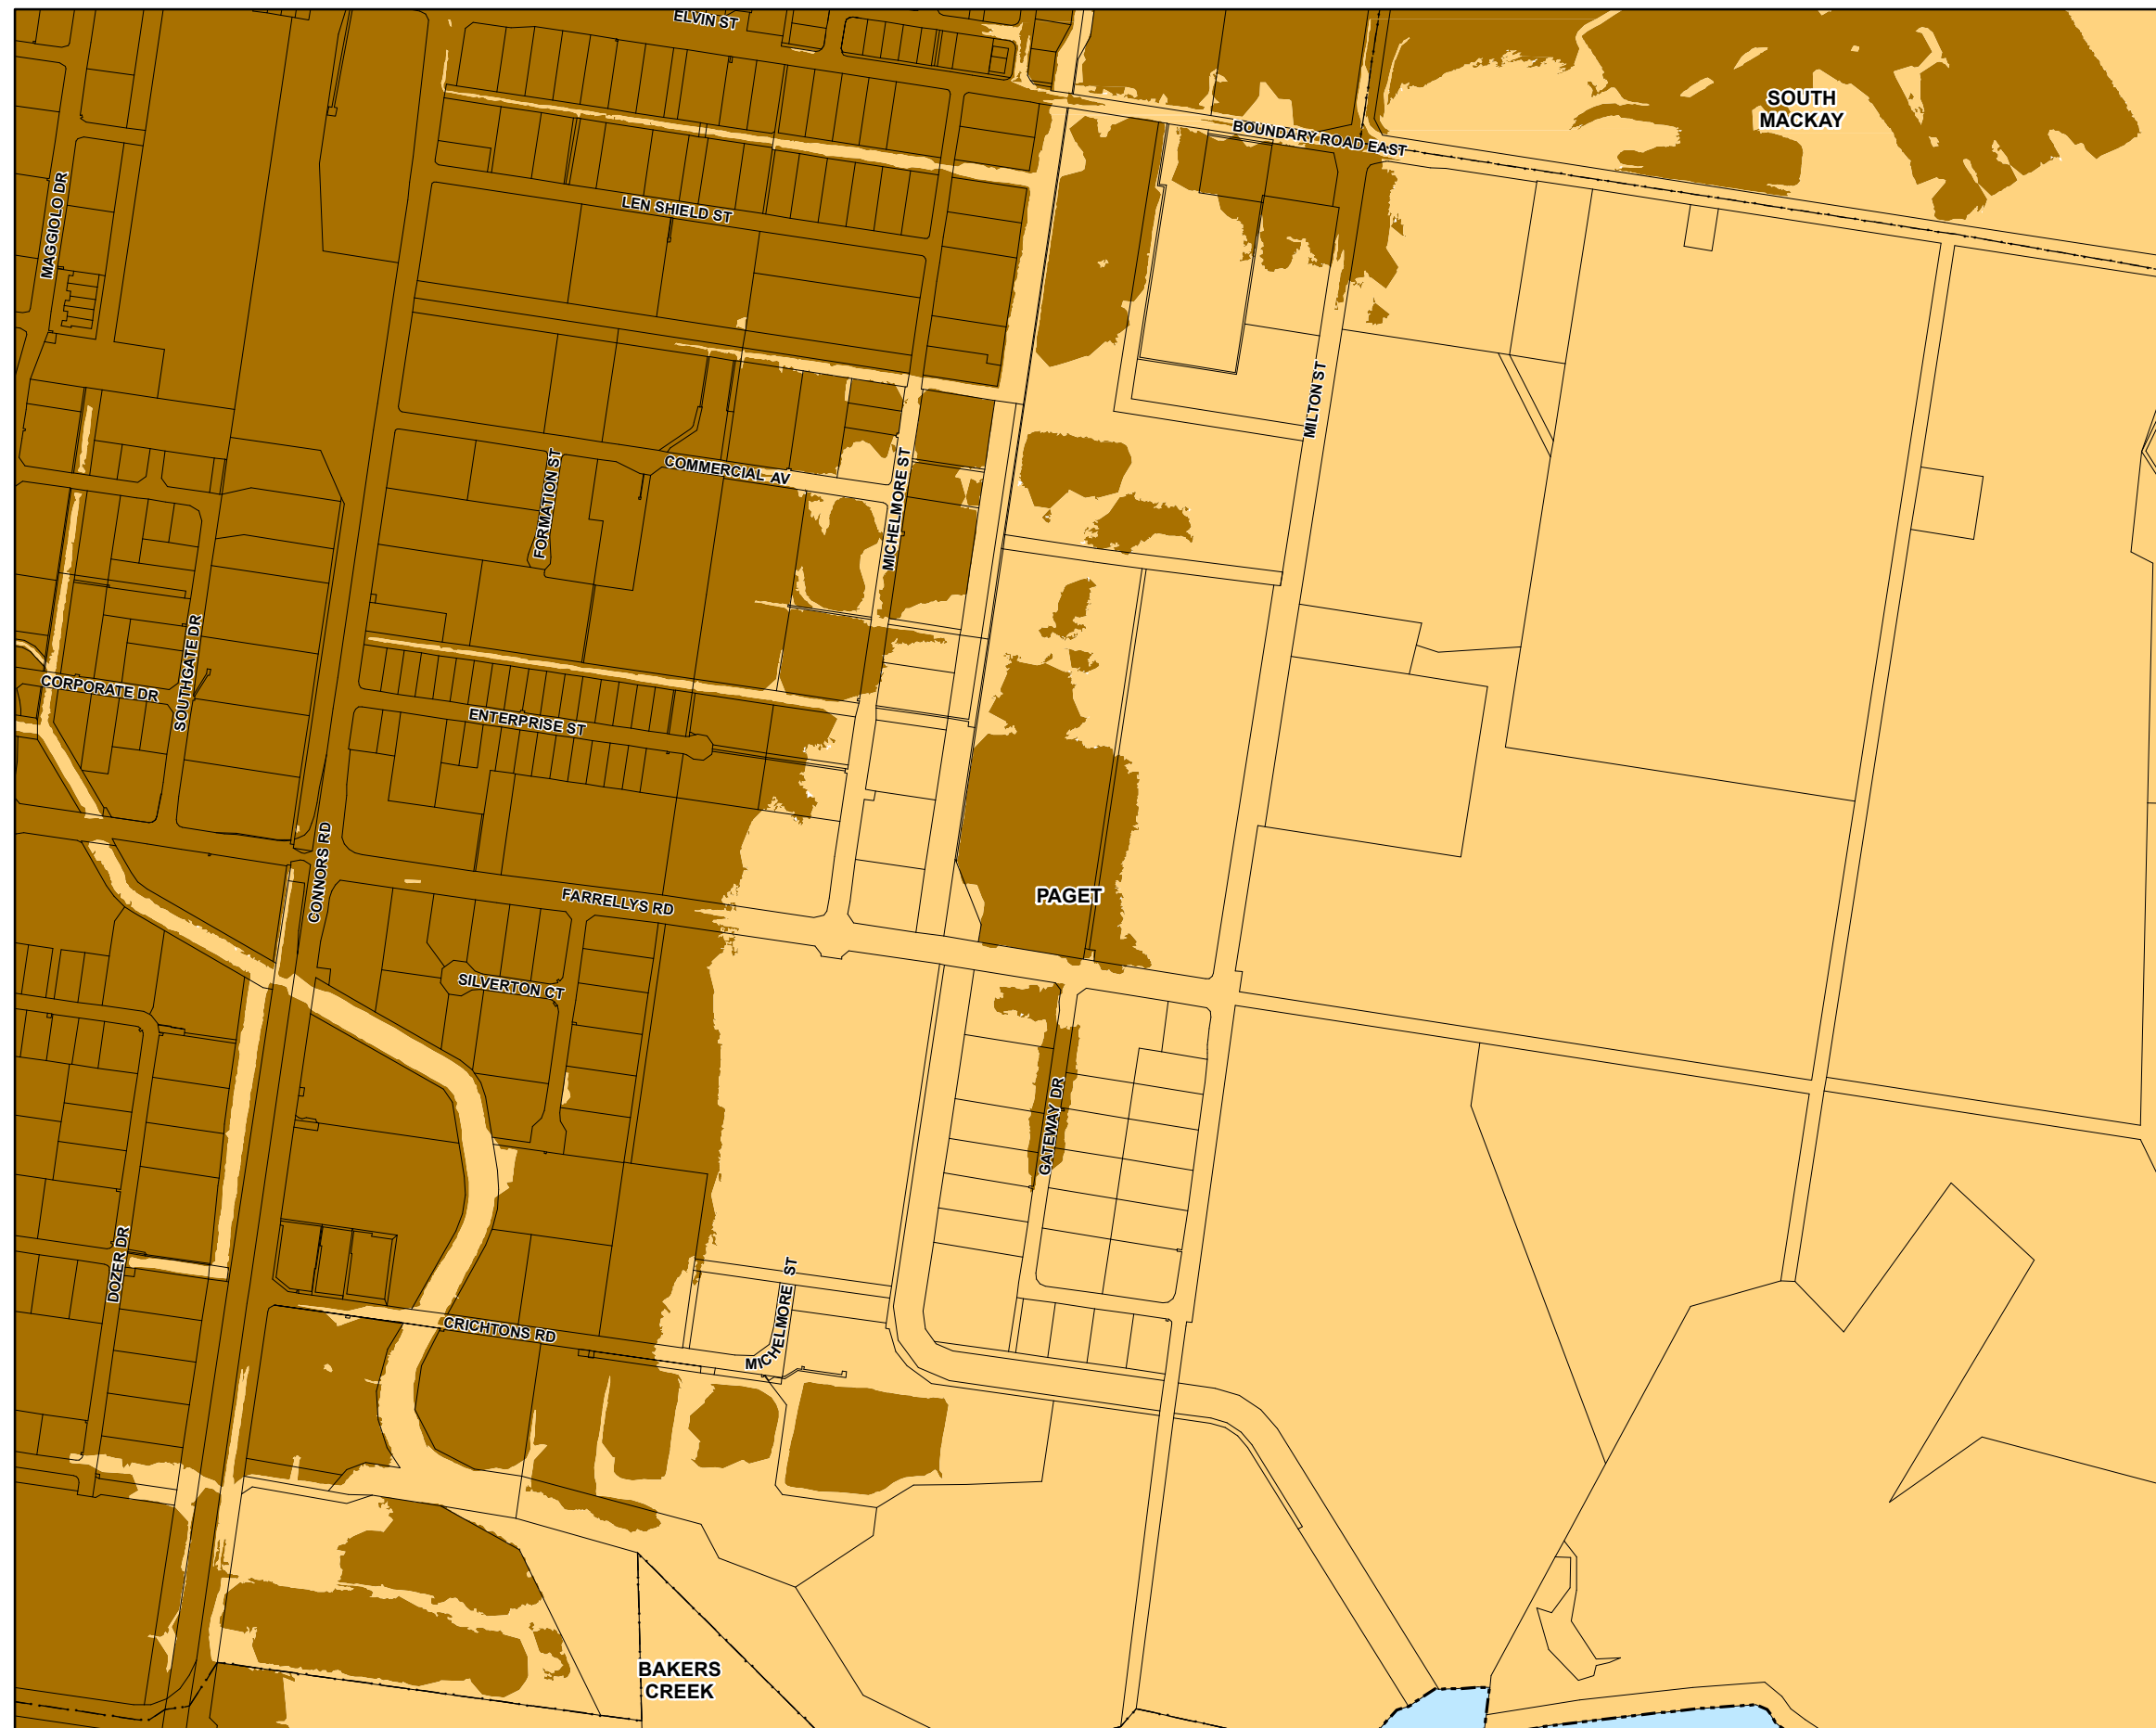 ELVIN ST
SOUTH
MACKAY
BOUNDARY ROAD EAST
MAGGIOLO DR
LEN SHIELD ST
MILTON ST
COMMERCIAL AV
FORMATION ST
MICHELMORE ST
SOUTHGATE DR
CORPORATE DR
ENTERPRISE ST
CONNORS RD
FARRELLYS RD
PAGET
SILVERTON CT
GATEWAY DR
DOZER DR
MICHELMORE ST
CRICHTONS RD
BAKERS
CREEK